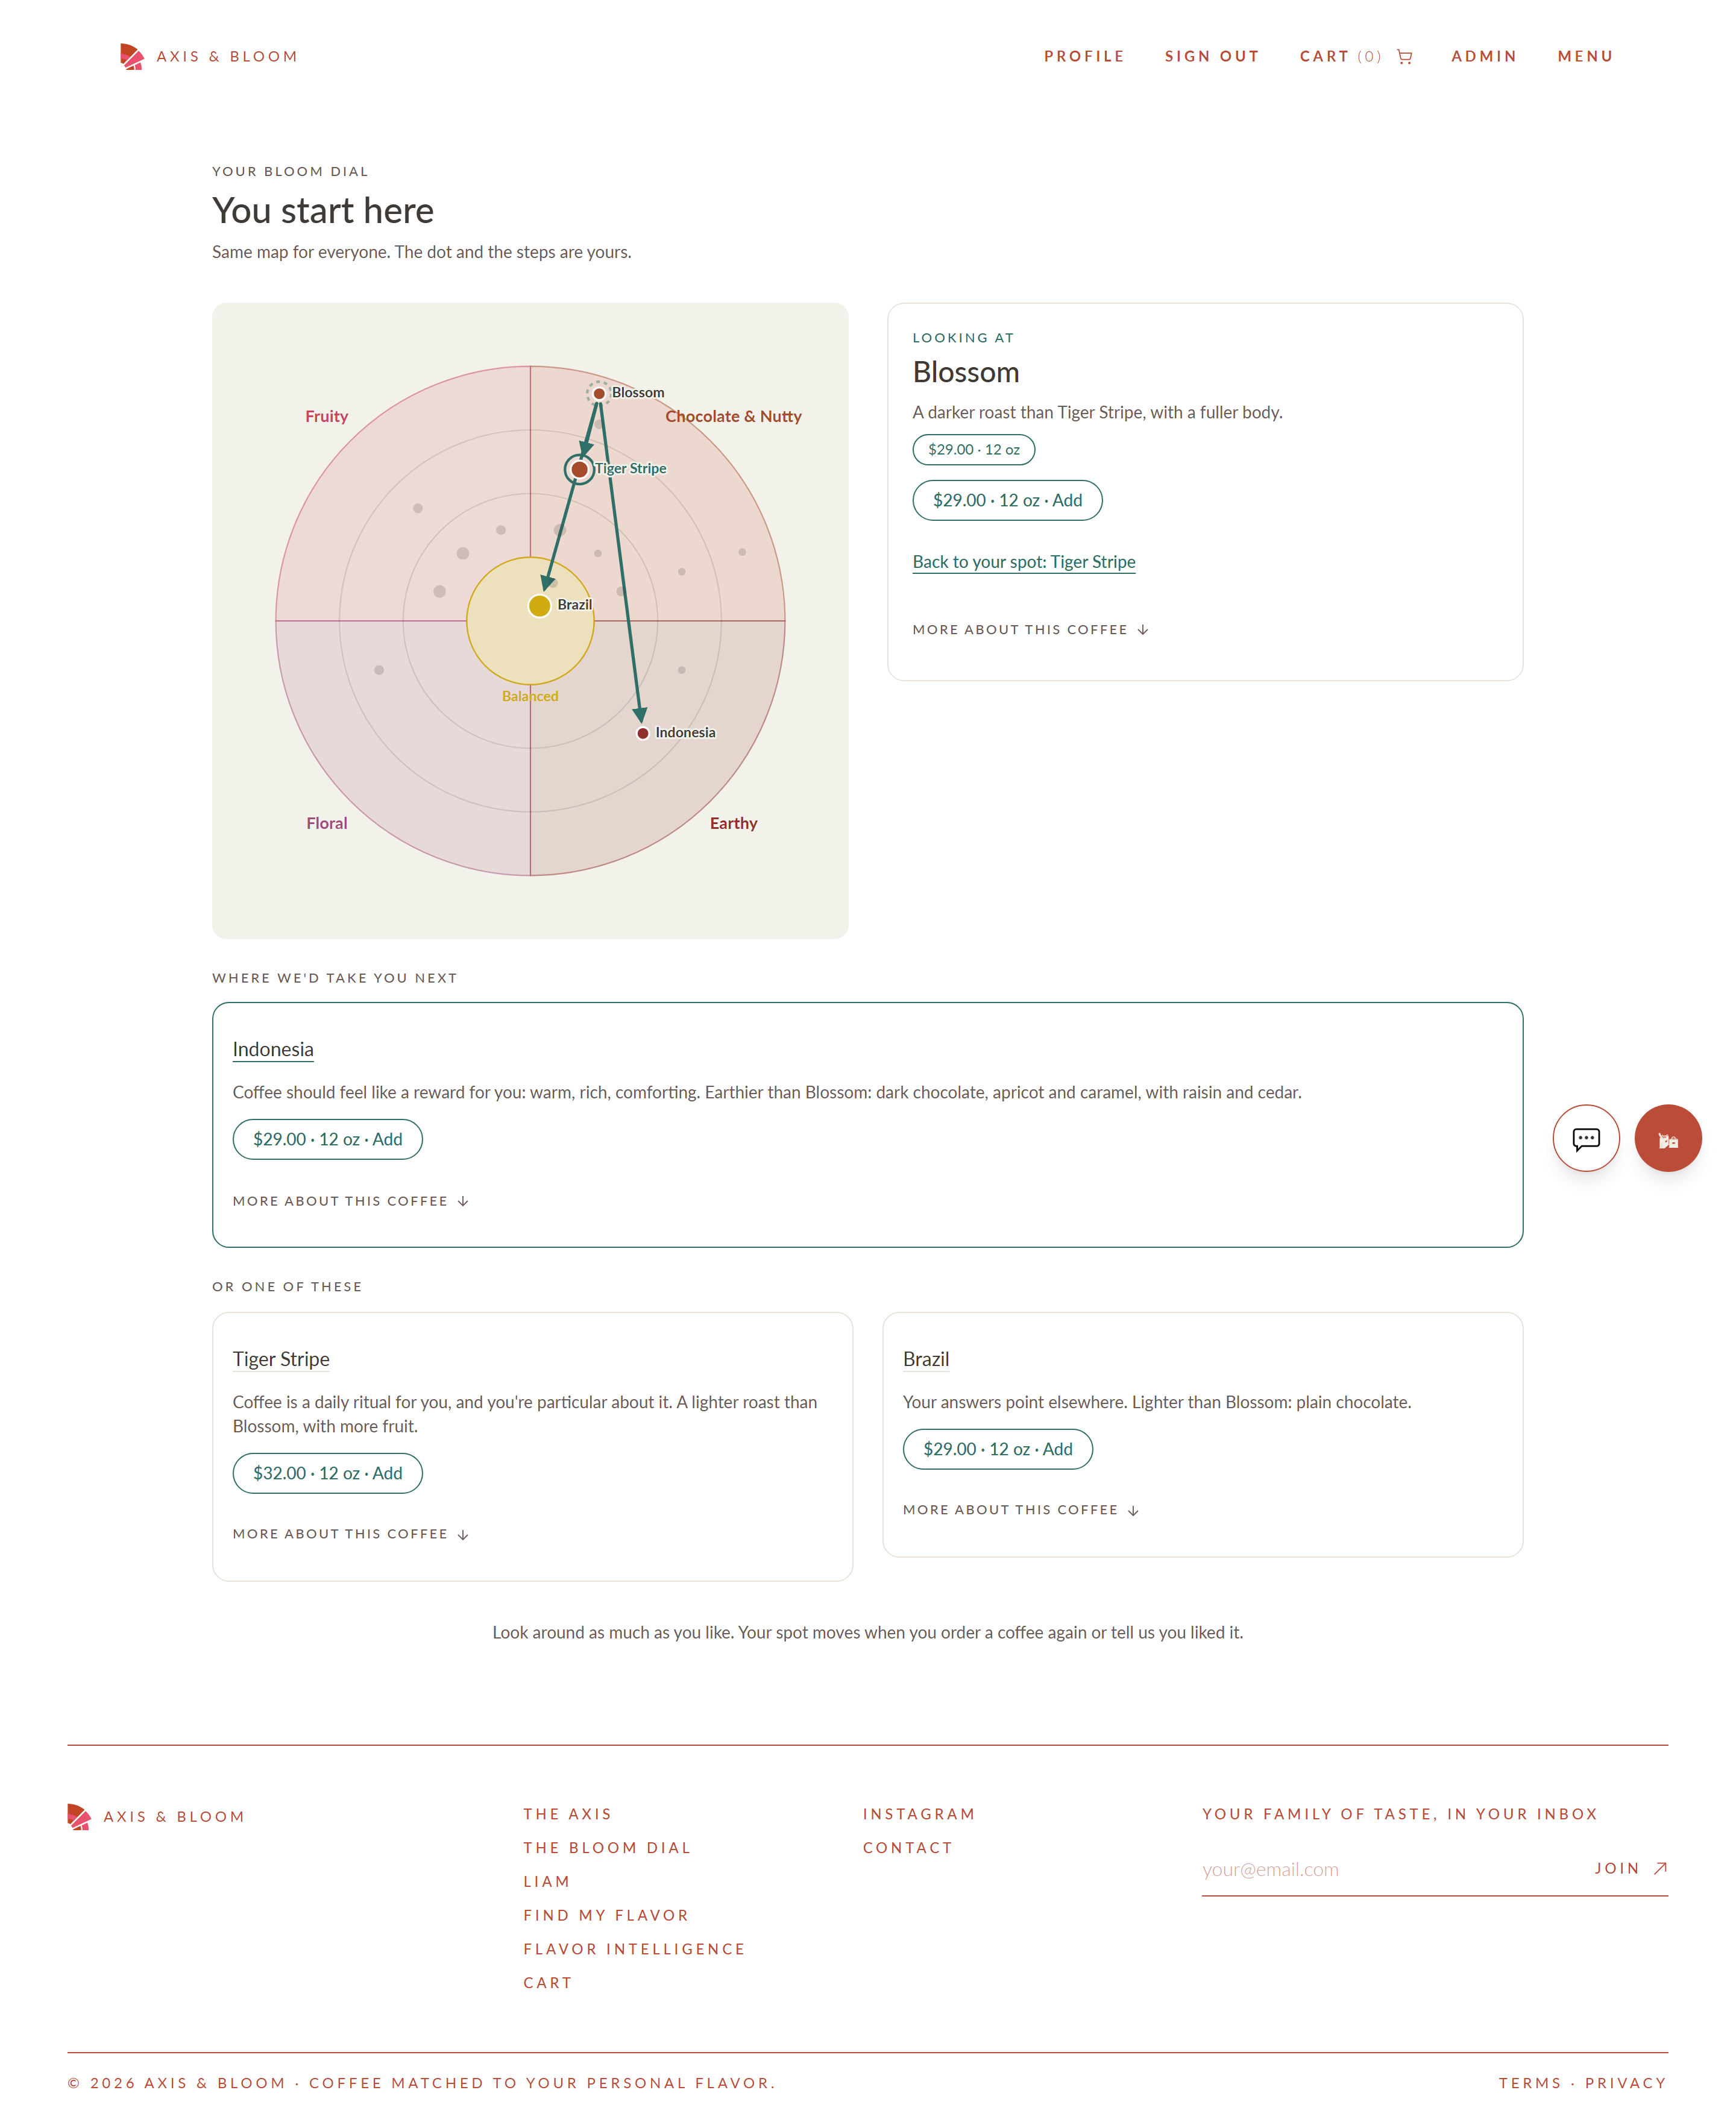 AXIS & BLOOM
PROFILE
SIGN OUT
CART (0)
ADMIN
MENU
YOUR BLOOM DIAL
You start here
Same map for everyone. The dot and the steps are yours.
Blossom
Fruity
Chocolate & Nutty
Tiger Stripe
Brazil
Balanced
Indonesia
Floral
Earthy
LOOKING AT
Blossom
A darker roast than Tiger Stripe, with a fuller body.
$29.00 · 12 oz
$29.00 · 12 oz · Add
Back to your spot: Tiger Stripe
MORE ABOUT THIS COFFEE ↓
WHERE WE'D TAKE YOU NEXT
Indonesia
Coffee should feel like a reward for you: warm, rich, comforting. Earthier than Blossom: dark chocolate, apricot and caramel, with raisin and cedar.
$29.00 · 12 oz · Add
MORE ABOUT THIS COFFEE ↓
OR ONE OF THESE
Tiger Stripe
Coffee is a daily ritual for you, and you're particular about it. A lighter roast than
Blossom, with more fruit.
$32.00 · 12 oz · Add
MORE ABOUT THIS COFFEE ↓
Brazil
Your answers point elsewhere. Lighter than Blossom: plain chocolate.
$29.00 · 12 oz · Add
MORE ABOUT THIS COFFEE ↓
Look around as much as you like. Your spot moves when you order a coffee again or tell us you liked it.
AXIS & BLOOM
THE AXIS
THE BLOOM DIAL
LIAM
FIND MY FLAVOR
FLAVOR INTELLIGENCE
CART
INSTAGRAM
CONTACT
YOUR FAMILY OF TASTE, IN YOUR INBOX
your@email.com
JOIN ↗
© 2026 AXIS & BLOOM · COFFEE MATCHED TO YOUR PERSONAL FLAVOR.
TERMS · PRIVACY